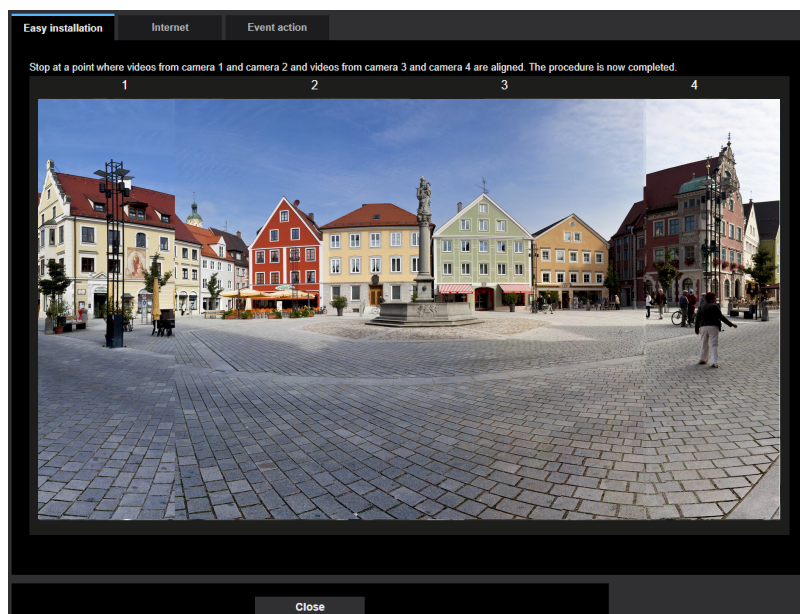 Easy installation Internet Event action
Stop at a point where videos from camera 1 and camera 2 and videos from camera 3 and camera 4 are aligned. The procedure is now completed.
1 2 3 4
Close